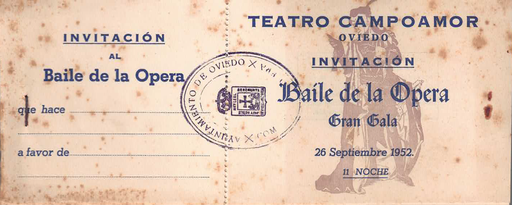 INVITACIÓN
AL
Baile de la Opera
que hace
a favor de
TEATRO CAMPOAMOR
OVIEDO
INVITACIÓN
Baile de la Opera
Gran Gala
26 Septiembre 1952.
11 NOCHE
AYUNTAMIENTO DE OVIEDO